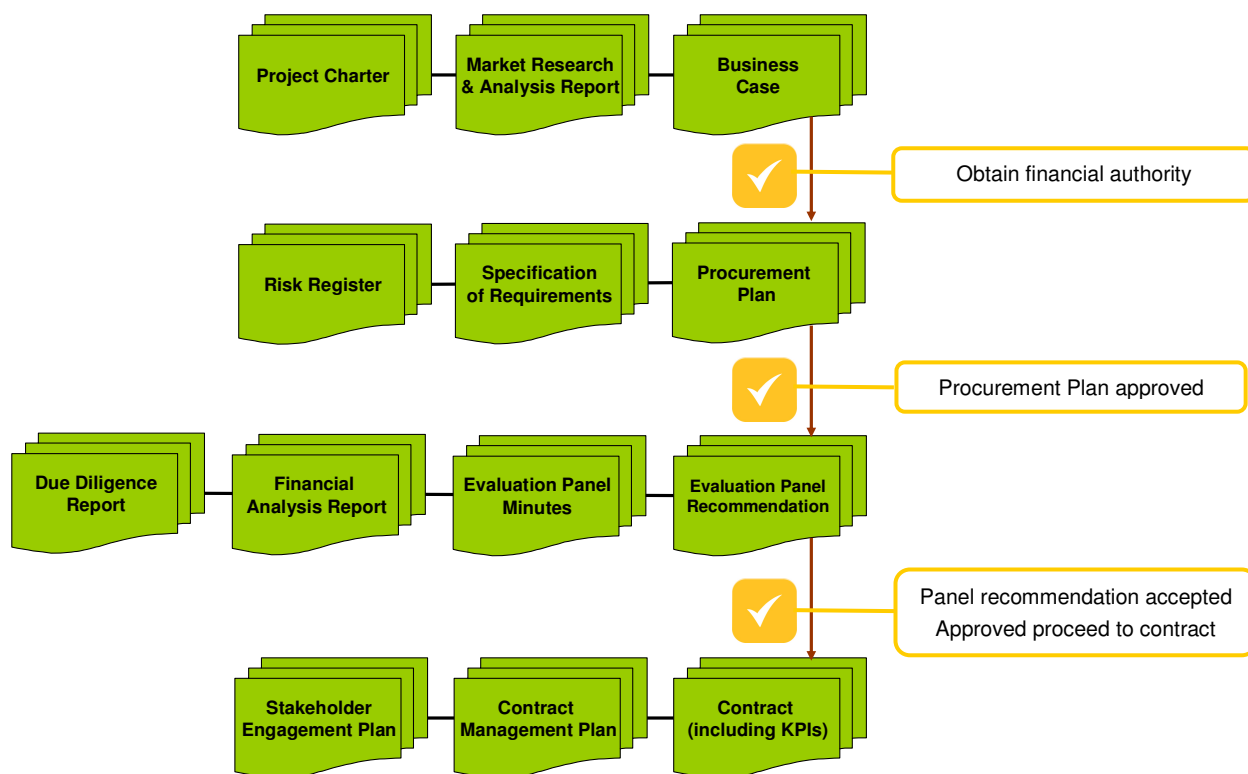 Project Charter
Market Research
& Analysis Report
Business
Case
Obtain financial authority
Risk Register
Specification
of Requirements
Procurement
Plan
Procurement Plan approved
Due Diligence
Report
Financial
Analysis Report
Evaluation Panel
Minutes
Evaluation Panel
Recommendation
Panel recommendation accepted
Approved proceed to contract
Stakeholder
Engagement Plan
Contract
Management Plan
Contract
(including KPIs)